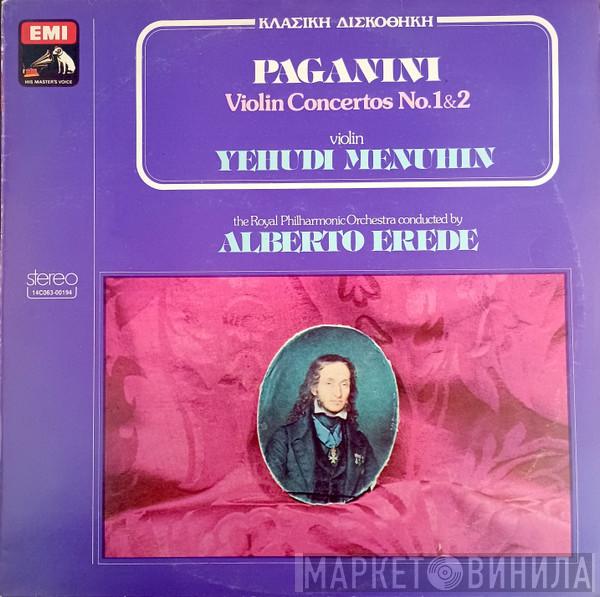 ΚΛΑΣΙΚΗ ΔΙΣΚΟΘΗΚΗ
EMI
HIS MASTER'S VOICE
PAGANINI
Violin Concertos No.1&2
violin
YEHUDI MENUHIN
the Royal Philharmonic Orchestra conducted by
ALBERTO EREDE
stereo
14C063-00194
МАРКЕТ ВИНИЛА